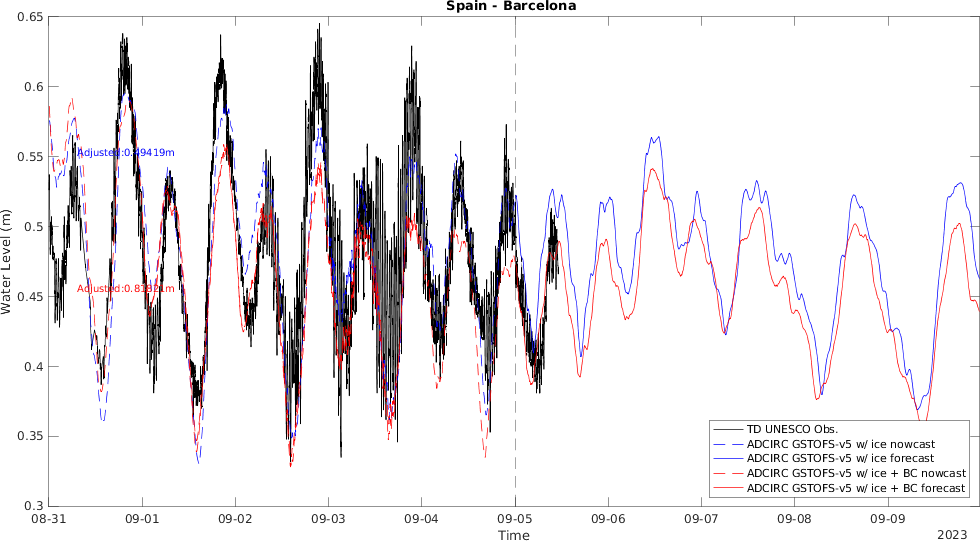 Spain - Barcelona
0.65
0.6
0.55
0.5
0.45
0.4
0.35
0.3
Water Level (m)
Adjusted:0.49419m
TD UNESCO Obs.
ADCIRC GSTOFS-v5 w/ ice nowcast
ADCIRC GSTOFS-v5 w/ ice forecast
ADCIRC GSTOFS-v5 w/ ice + BC nowcast
ADCIRC GSTOFS-v5 w/ ice + BC forecast
08-31 09-01 09-02 09-03 09-04 09-05 09-06 09-07 09-08 09-09
Time
2023